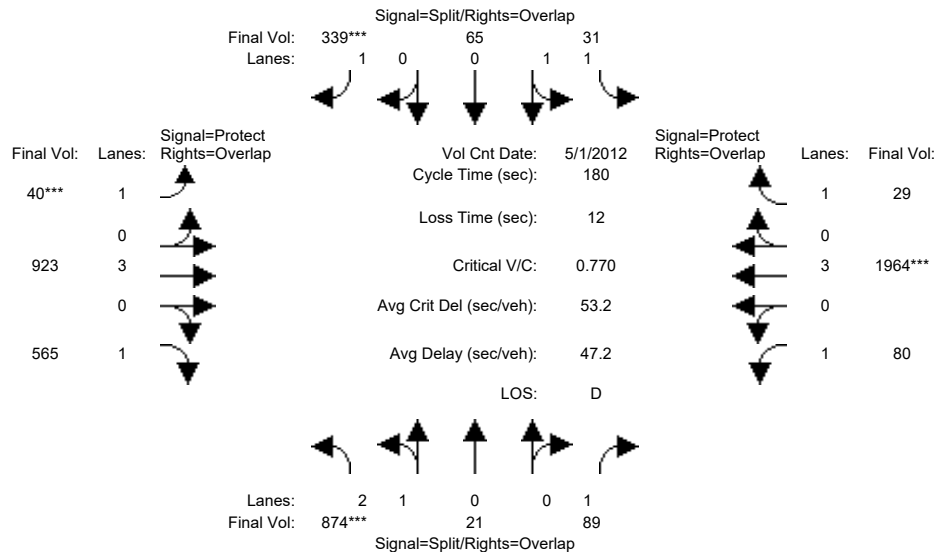 Signal=Split/Rights=Overlap
Final Vol: 339*** 65 31
Lanes: 1 0 0 1 1
Signal=Protect
Final Vol: Lanes: Rights=Overlap
Vol Cnt Date: 5/1/2012
Signal=Protect
Rights=Overlap Lanes: Final Vol:
Cycle Time (sec): 180
40*** 1
1 29
Loss Time (sec): 12
0
0
923 3
Critical V/C: 0.770
3 1964***
0
Avg Crit Del (sec/veh): 53.2
0
565 1
Avg Delay (sec/veh): 47.2
1 80
LOS: D
Lanes: 2 1 0 0 1
Final Vol: 874*** 21 89
Signal=Split/Rights=Overlap